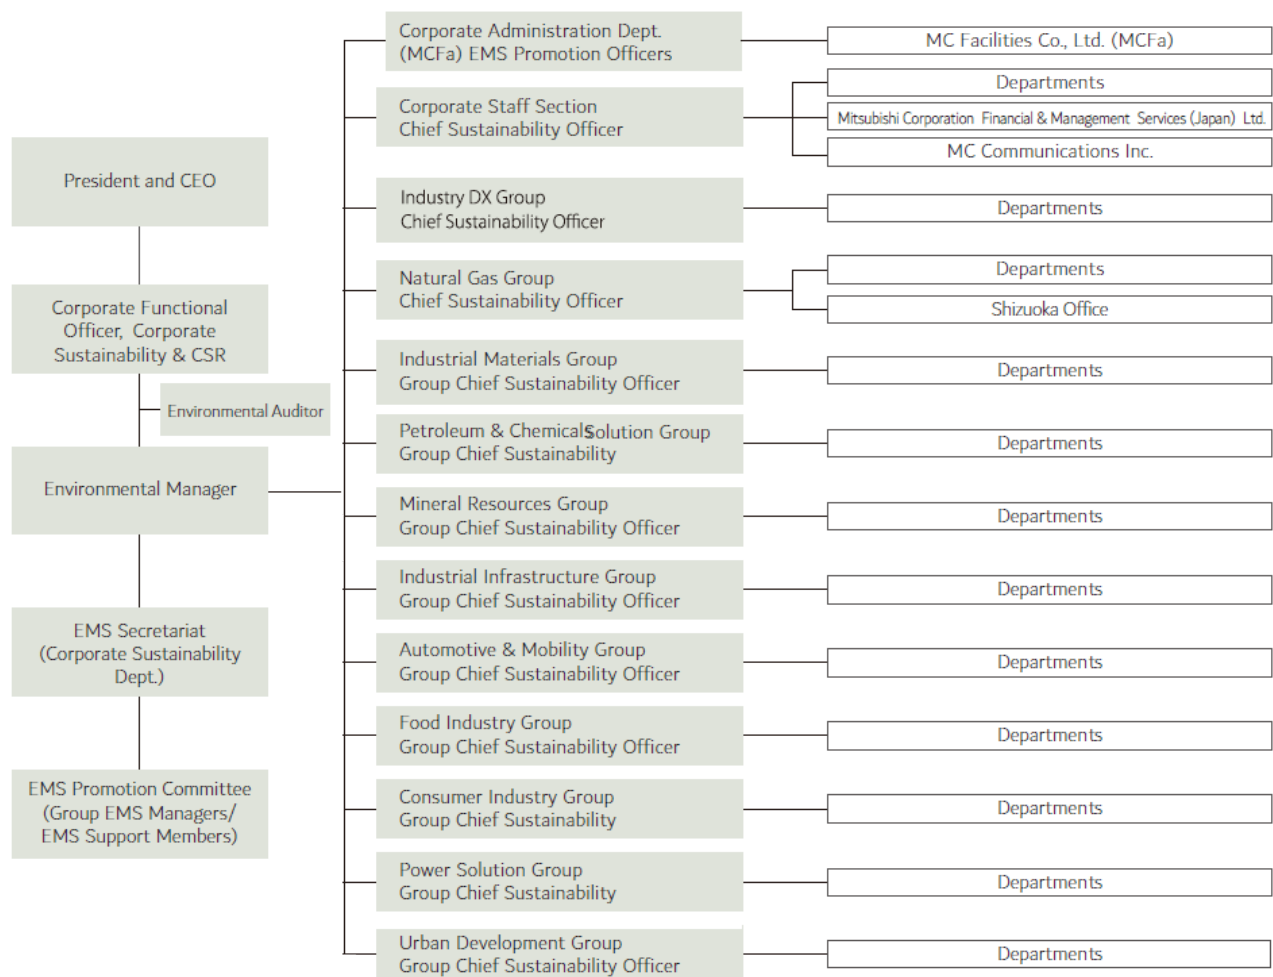 President and CEO
Corporate Functional
Officer, Corporate
Sustainability & CSR
Environmental Auditor
Environmental Manager
EMS Secretariat
(Corporate Sustainability
Dept.)
EMS Promotion Committee
(Group EMS Managers/
EMS Support Members)
Corporate Administration Dept.
(MCFa) EMS Promotion Officers
MC Facilities Co., Ltd. (MCFa)
Corporate Staff Section
Chief Sustainability Officer
Departments
Mitsubishi Corporation Financial & Management Services (Japan) Ltd.
MC Communications Inc.
Industry DX Group
Chief Sustainability Officer
Departments
Natural Gas Group
Chief Sustainability Officer
Departments
Shizuoka Office
Industrial Materials Group
Group Chief Sustainability Officer
Departments
Petroleum & Chemicals Solution Group
Group Chief Sustainability
Departments
Mineral Resources Group
Group Chief Sustainability Officer
Departments
Industrial Infrastructure Group
Group Chief Sustainability Officer
Departments
Automotive & Mobility Group
Group Chief Sustainability Officer
Departments
Food Industry Group
Group Chief Sustainability Officer
Departments
Consumer Industry Group
Group Chief Sustainability
Departments
Power Solution Group
Group Chief Sustainability
Departments
Urban Development Group
Group Chief Sustainability Officer
Departments